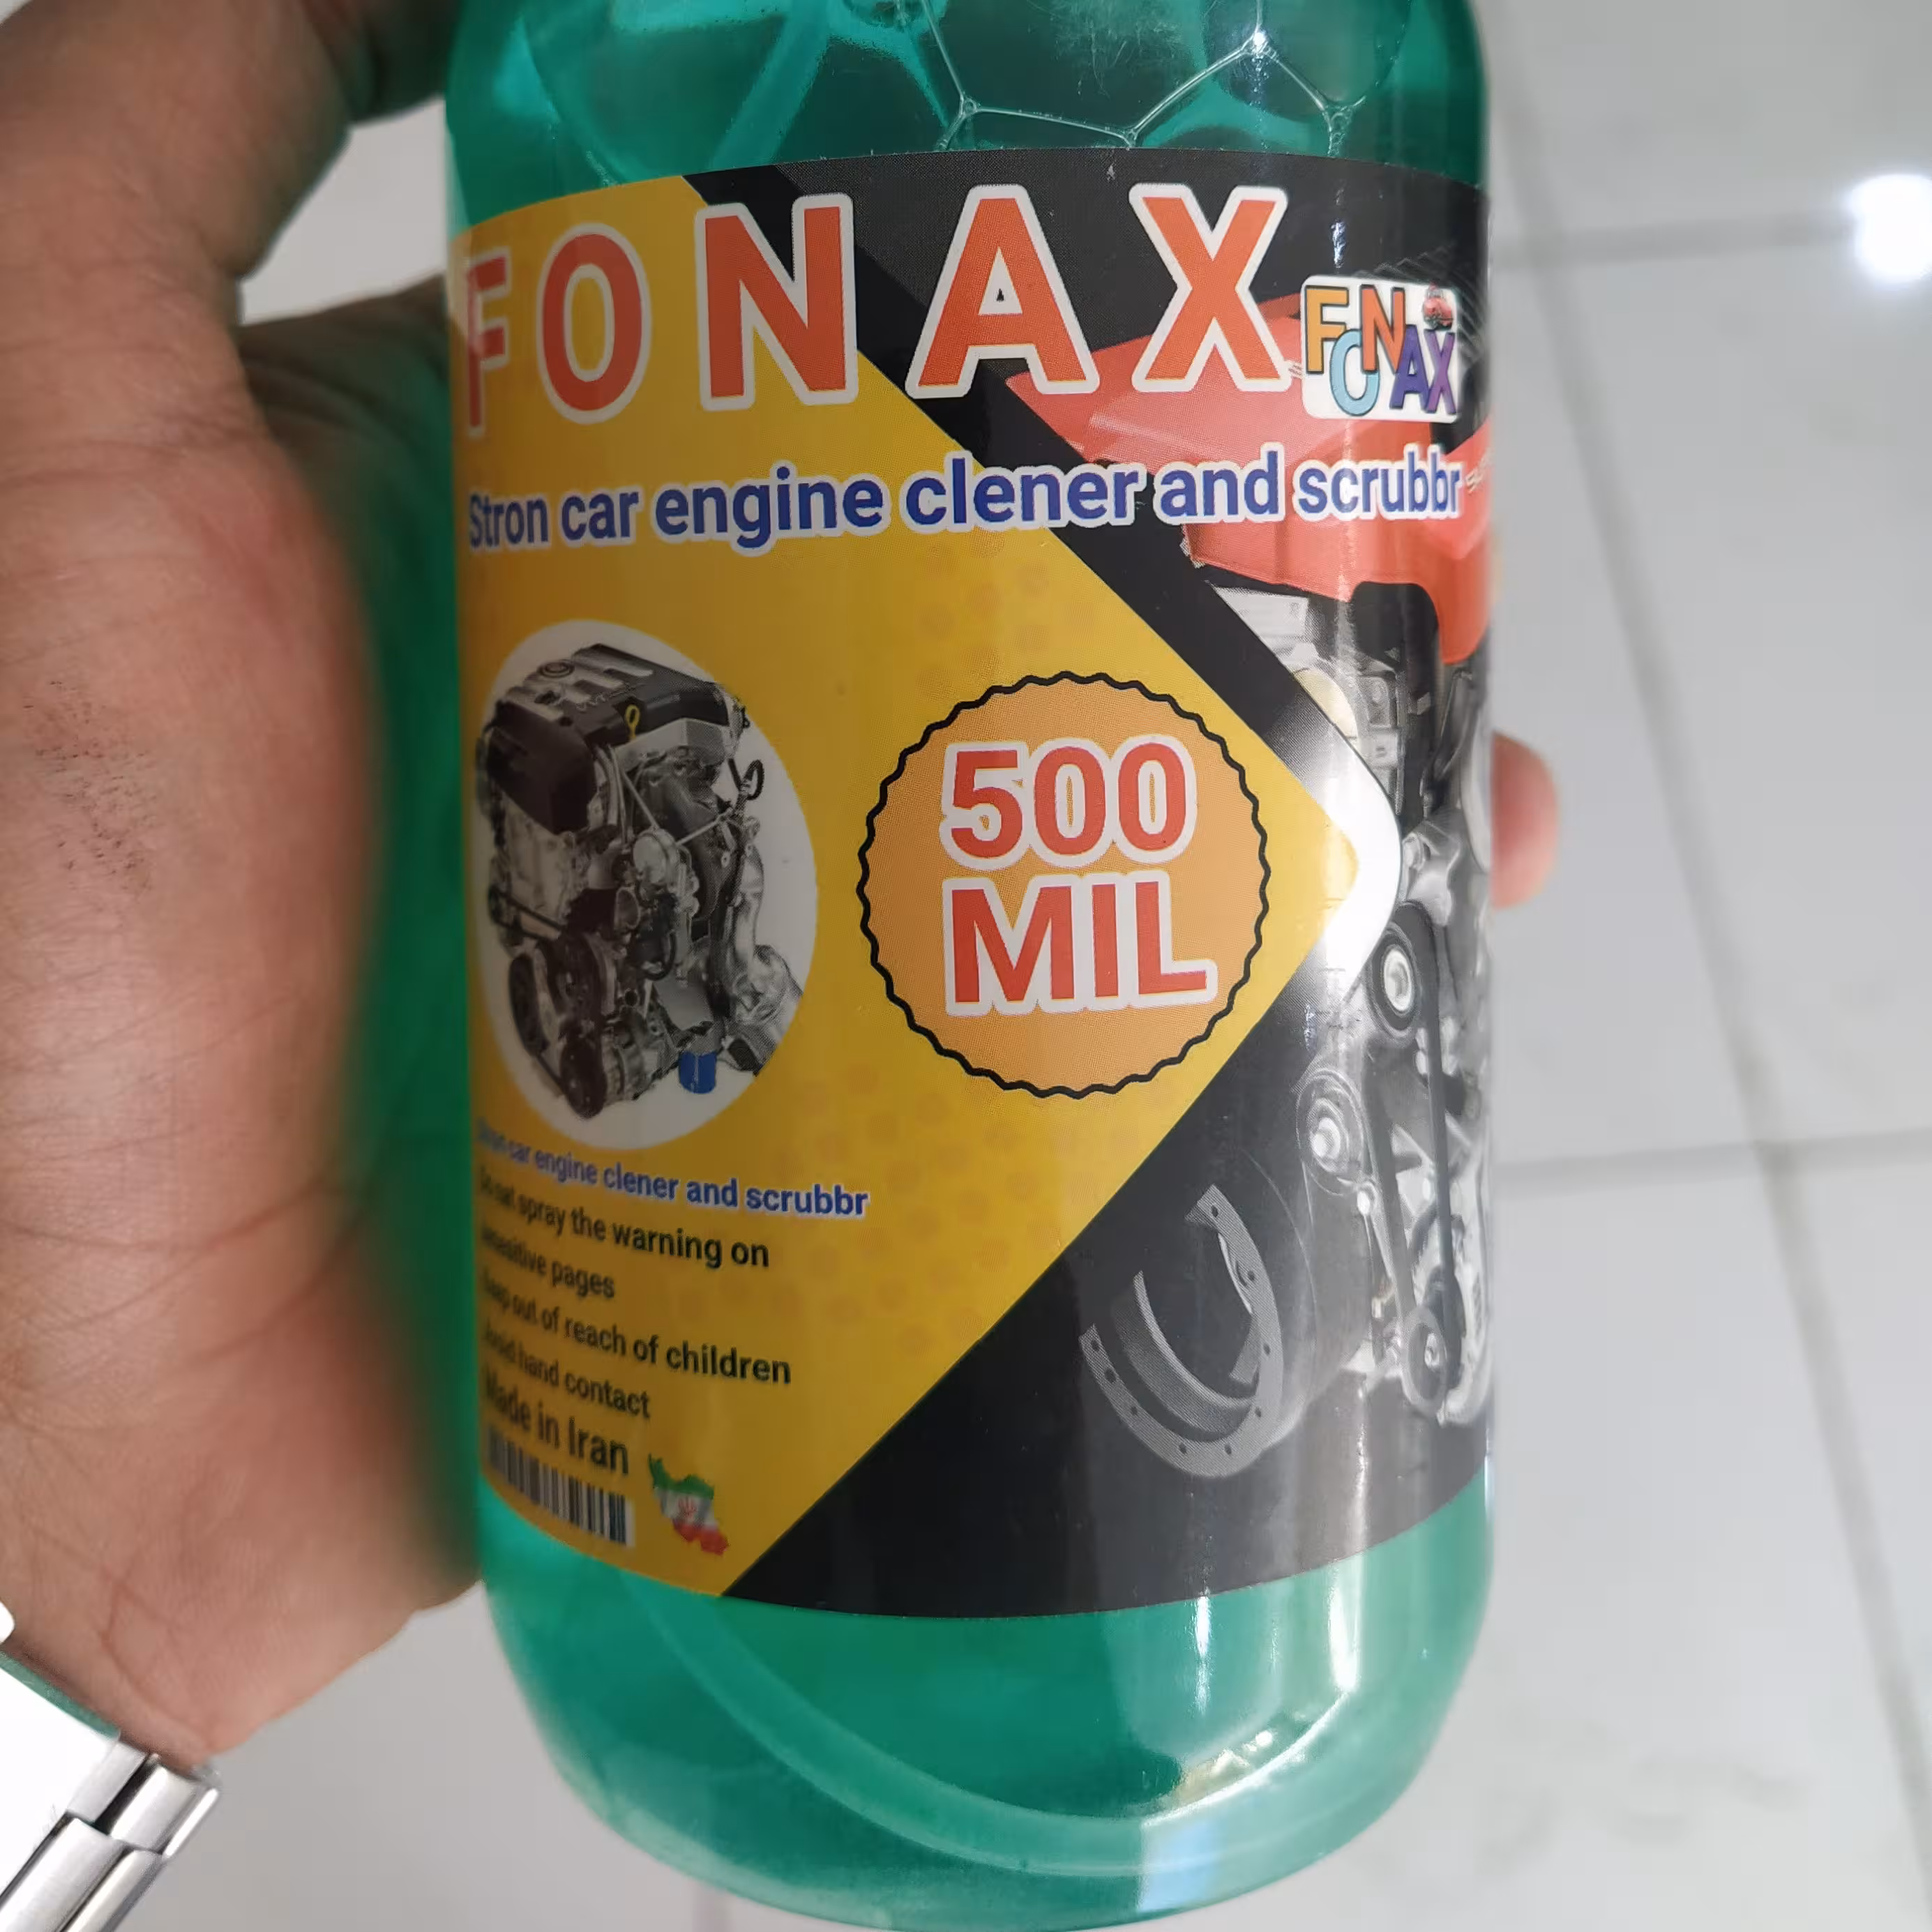 FONAX
FONAX
Stron car engine clener and scrubbr
500
MIL
car engine clener and scrubbr
spray the warning on
pages
out of reach of children
hand contact
Made in Iran